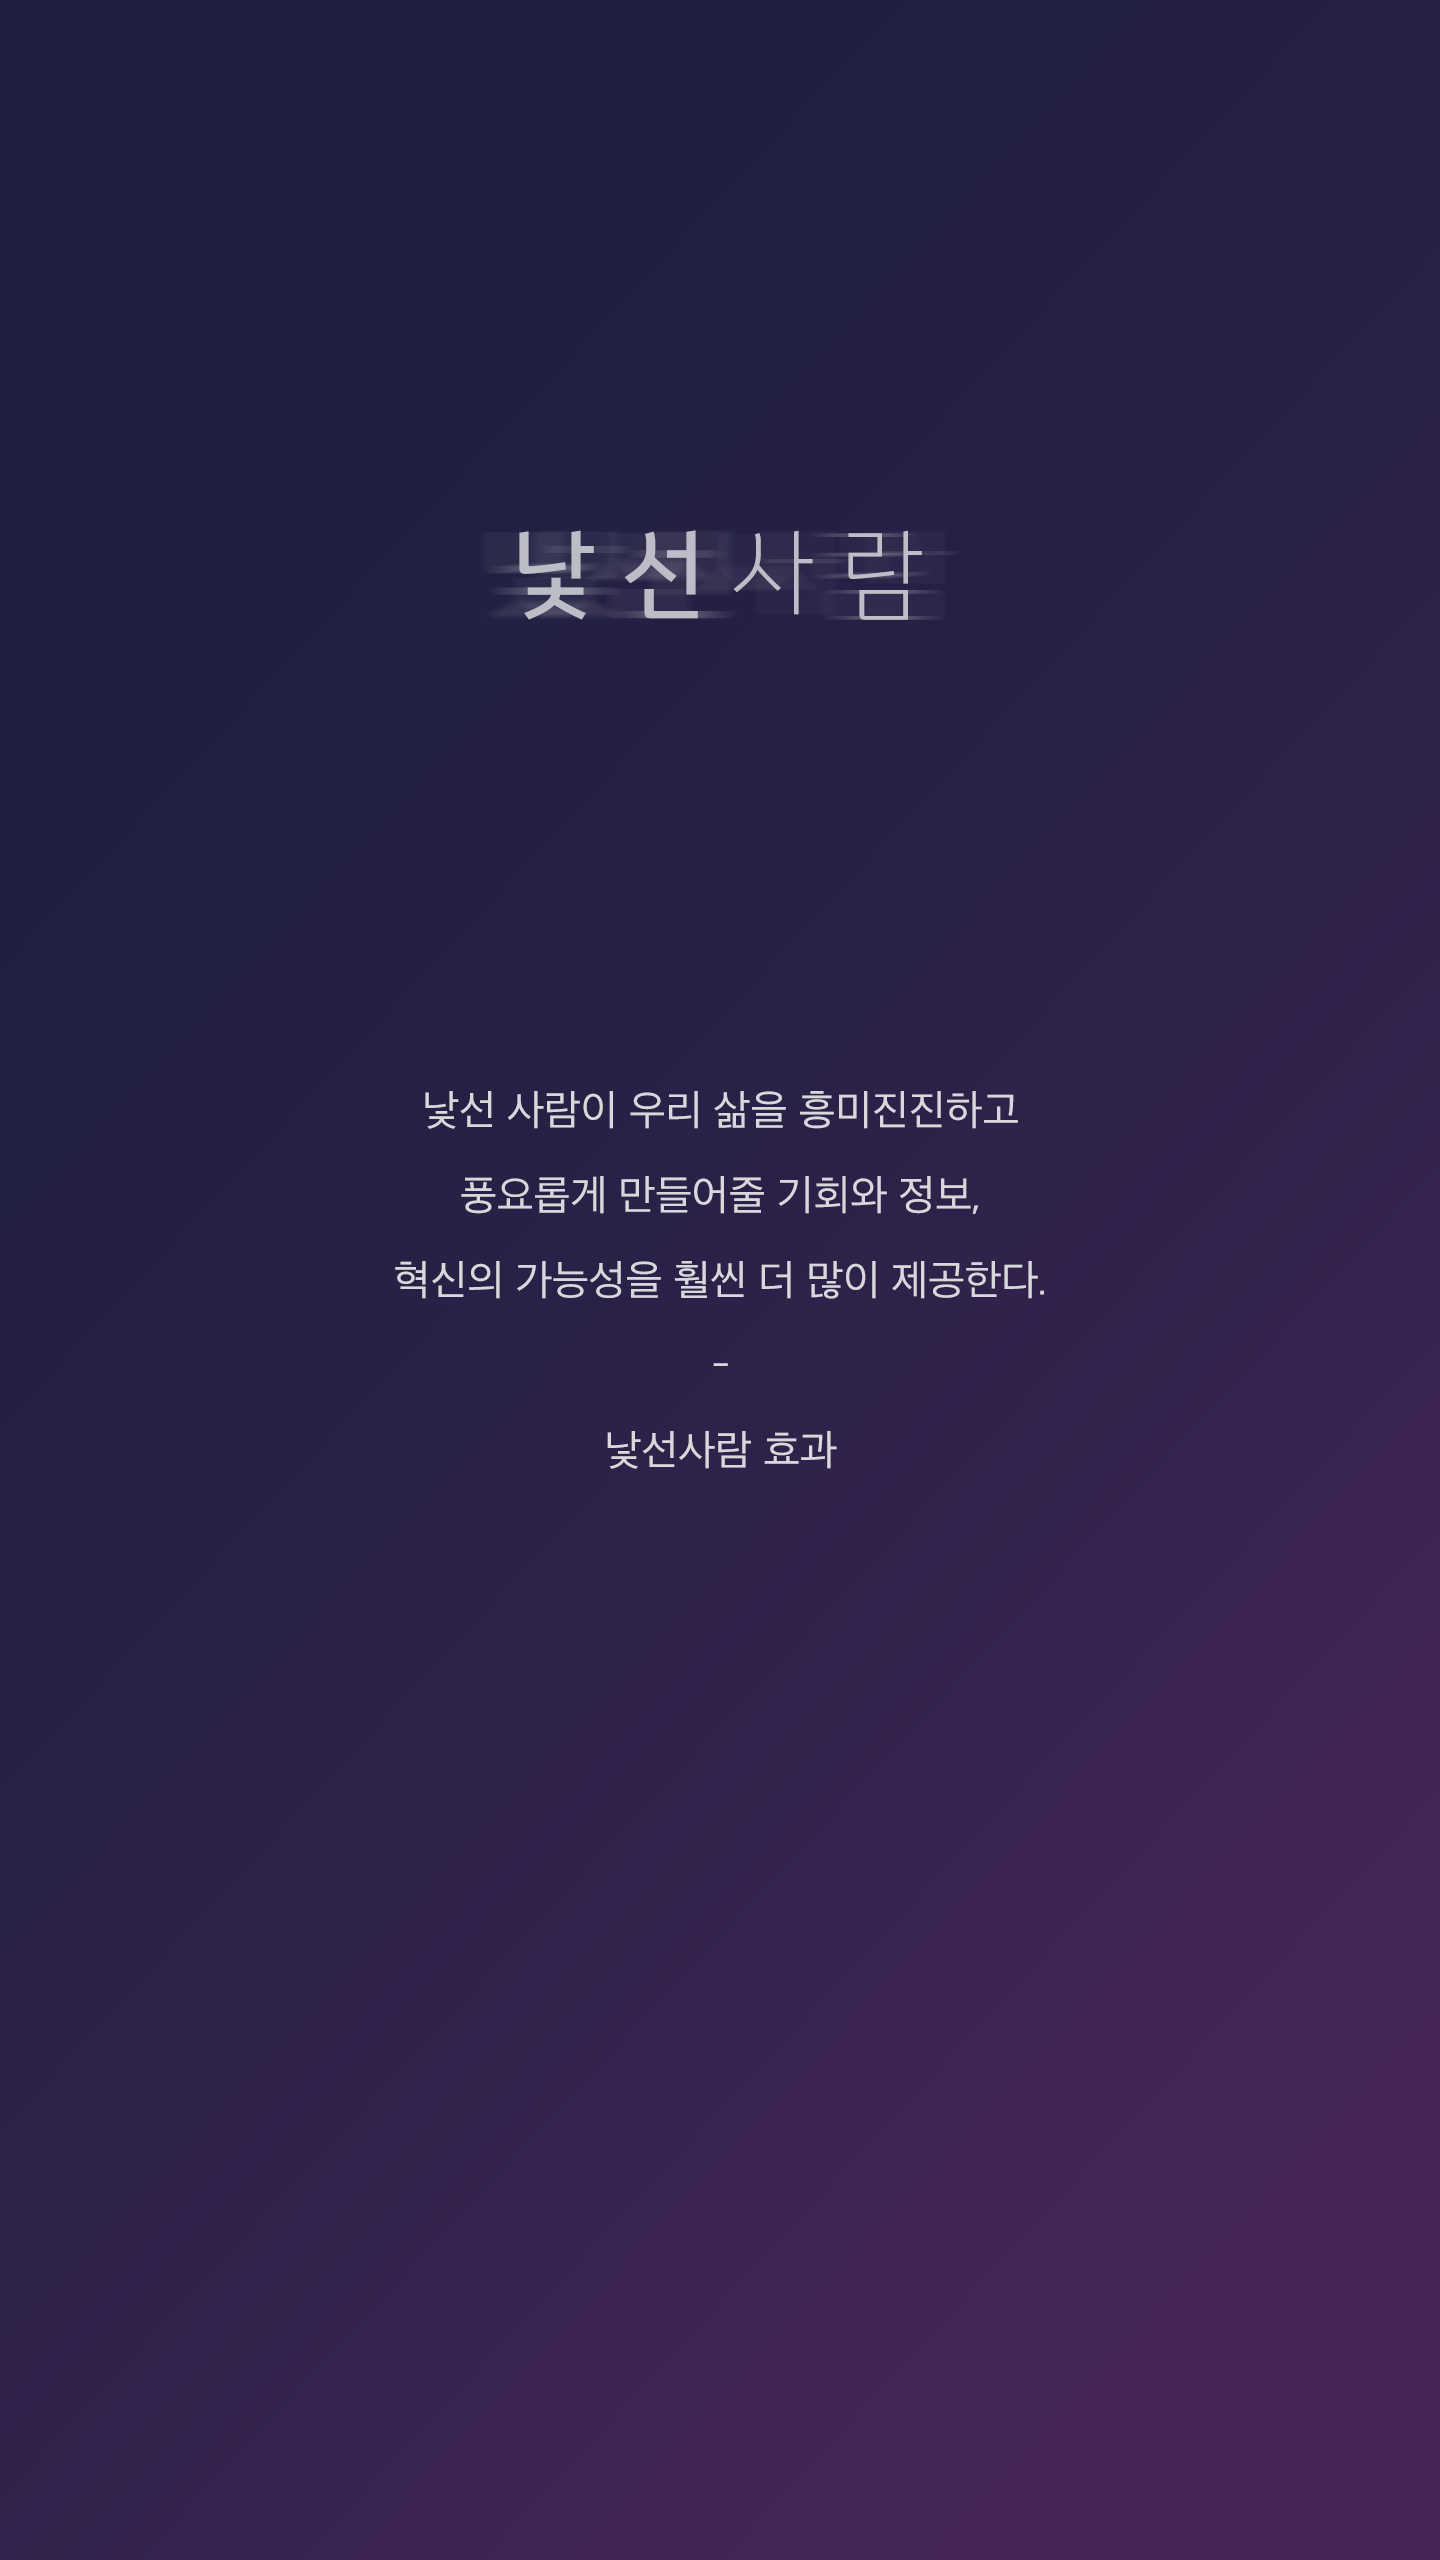 낯선사람
낯선 사람이 우리 삶을 흥미진진하고
풍요롭게 만들어줄 기회와 정보,
혁신의 가능성을 훨씬 더 많이 제공한다.
-
낯선사람 효과